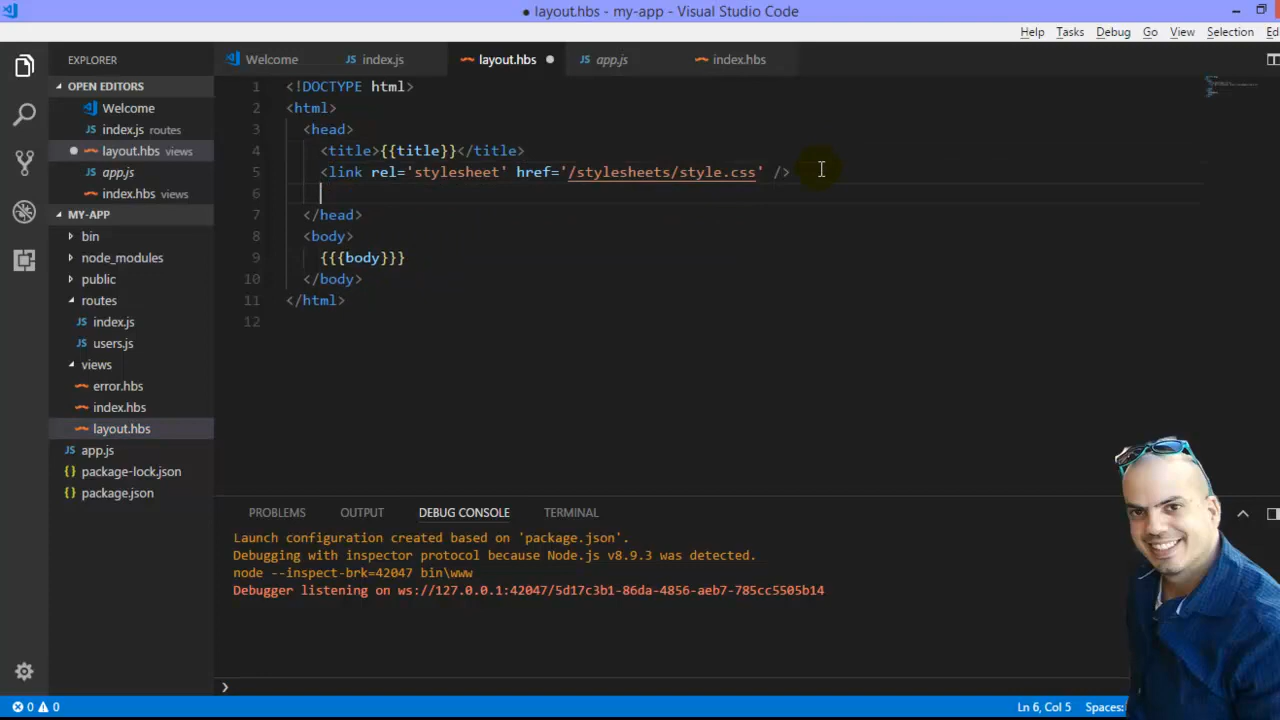 ● layout.hbs - my-app - Visual Studio Code
Help Tasks Debug Go View Selection Ed
EXPLORER
OPEN EDITORS
Welcome
index.js routes
layout.hbs views
app.js
index.hbs views
MY-APP
bin
node_modules
public
routes
index.js
users.js
views
error.hbs
index.hbs
layout.hbs
app.js
package-lock.json
package.json
Welcome index.js layout.hbs app.js index.hbs
1 <!DOCTYPE html>
2 <html>
3 <head>
4 <title>{{title}}</title>
5 <link rel='stylesheet' href='/stylesheets/style.css' />
6
7 </head>
8 <body>
9 {{{body}}}
10 </body>
11 </html>
12
PROBLEMS OUTPUT DEBUG CONSOLE TERMINAL
Launch configuration created based on 'package.json'.
Debugging with inspector protocol because Node.js v8.9.3 was detected.
node --inspect-brk=42047 bin\www
Debugger listening on ws://127.0.0.1:42047/5d17c3b1-86da-4856-aeb7-785cc5505b14
0 0 Ln 6, Col 5 Spaces: